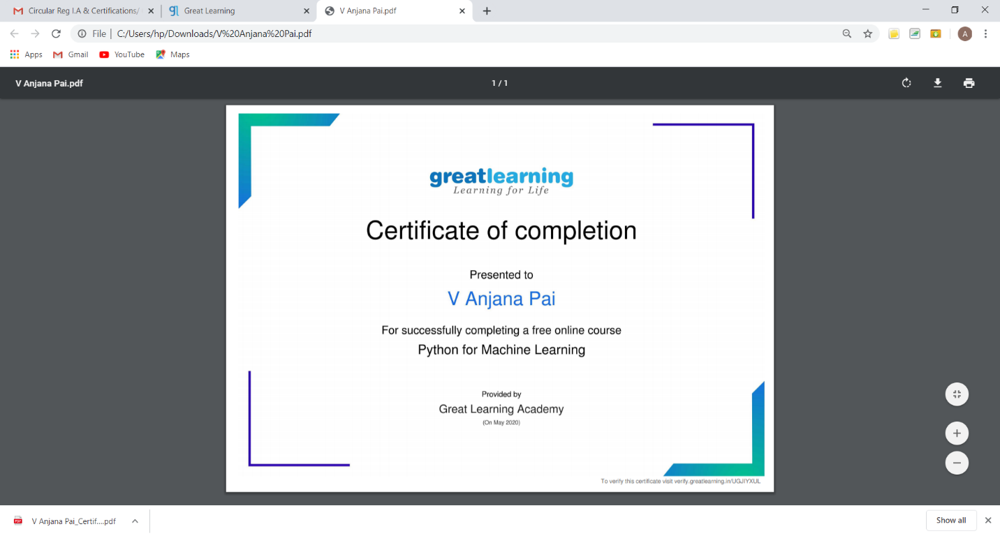 Circular Reg I.A & Certifications/
Great Learning
V Anjana Pai.pdf
File | C:/Users/hp/Downloads/V%20Anjana%20Pai.pdf
A
Apps
Gmail
YouTube
Maps
V Anjana Pai.pdf
1 / 1
greatlearning
Learning for Life
Certificate of completion
Presented to
V Anjana Pai
For successfully completing a free online course
Python for Machine Learning
Provided by
Great Learning Academy
(On May 2020)
To verify this certificate visit verify.greatlearning.in/UGJIYXUL
V Anjana Pai_Certif....pdf
Show all